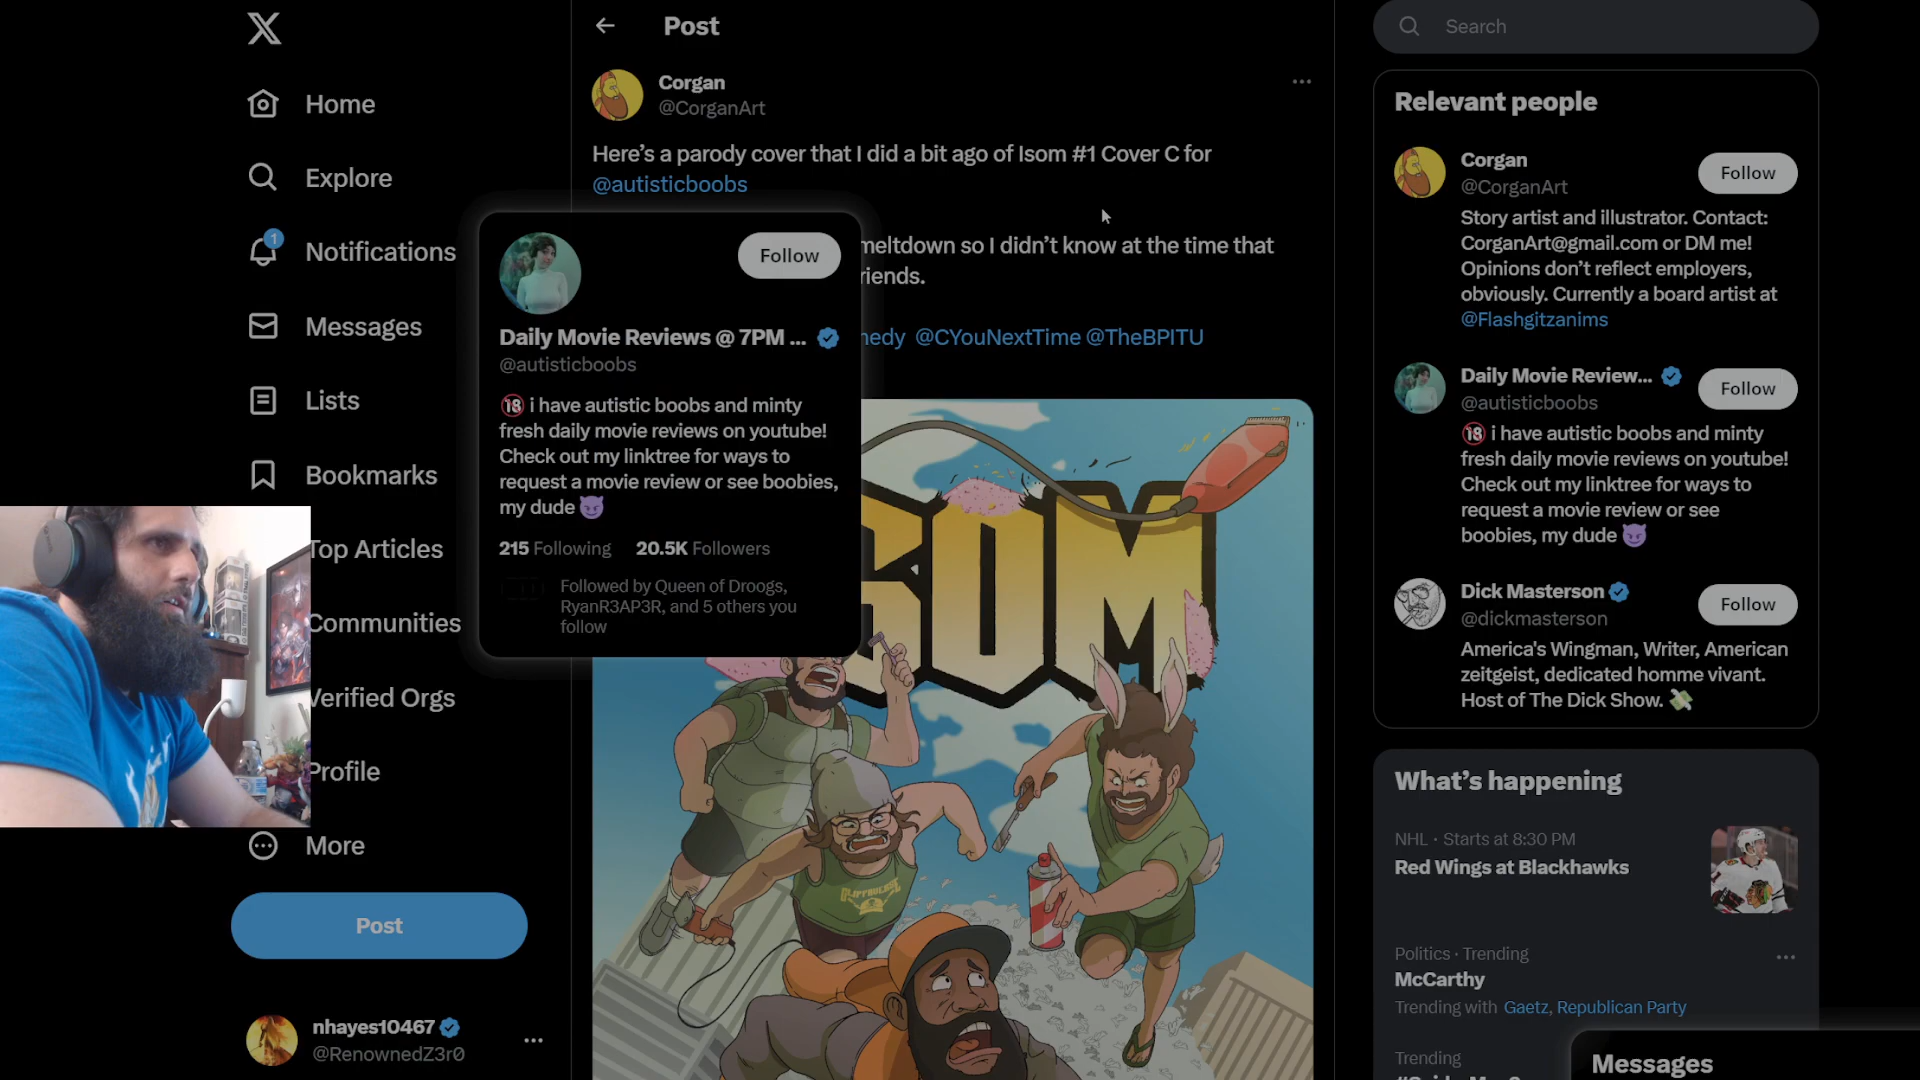 X
Home
Explore
1
Notifications
Messages
Lists
Bookmarks
Top Articles
Communities
Verified Orgs
Profile
More
Post
nhayes10467
@RenownedZ3r0
Post
Corgan
@CorganArt
Here's a parody cover that I did a bit ago of Isom #1 Cover C for
@autisticboobs
meltdown so I didn't know at the time that
@CYouNextTime @TheBPITU
Follow
Daily Movie Reviews @ 7PM ...
@autisticboobs
🔞 i have autistic boobs and minty
fresh daily movie reviews on youtube!
Check out my linktree for ways to
request a movie review or see boobies,
my dude 😈
215 Following 20.5K Followers
Followed by Queen of Droogs,
RyanR3AP3R, and 5 others you
follow
SOM
Search
Relevant people
Corgan
@CorganArt
Follow
Story artist and illustrator. Contact:
CorganArt@gmail.com or DM me!
Opinions don't reflect employers,
obviously. Currently a board artist at
@Flashgitzanims
Daily Movie Review...
@autisticboobs
Follow
🔞 i have autistic boobs and minty
fresh daily movie reviews on youtube!
Check out my linktree for ways to
request a movie review or see
boobies, my dude 😈
Dick Masterson
@dickmasterson
Follow
America's Wingman, Writer, American
zeitgeist, dedicated homme vivant.
Host of The Dick Show. 💸
What's happening
NHL · Starts at 8:30 PM
Red Wings at Blackhawks
Politics · Trending
McCarthy
Trending with Gaetz, Republican Party
Trending
Messages